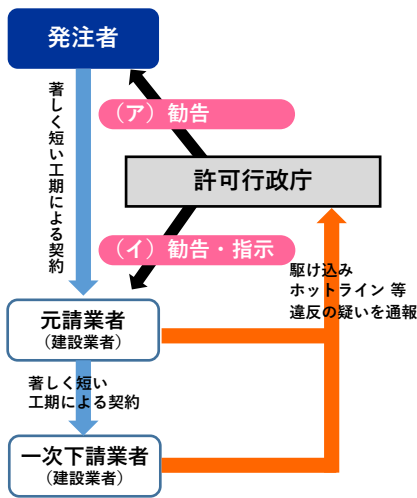 発注者
著しく短い工期による契約
（ア）勧告
許可行政庁
（イ）勧告・指示
駆け込み
ホットライン 等
違反の疑いを通報
元請業者
（建設業者）
著しく短い
工期による契約
一次下請業者
（建設業者）